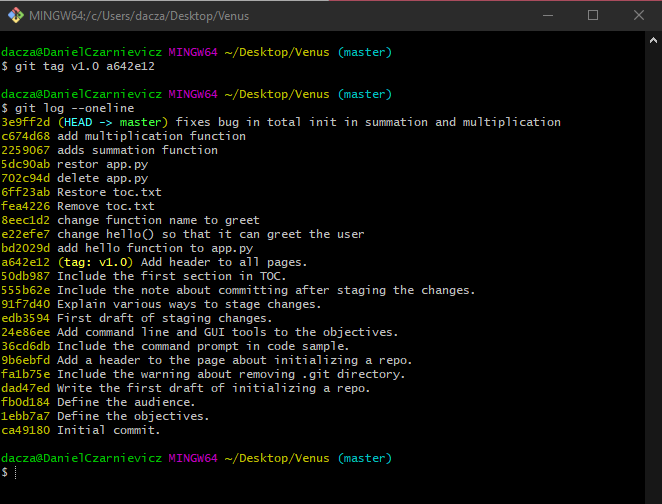 MINGW64:/c/Users/dacza/Desktop/Venus
dacza@DanielCzarnievicz MINGW64 ~/Desktop/Venus (master)
$ git tag v1.0 a642e12
dacza@DanielCzarnievicz MINGW64 ~/Desktop/Venus (master)
$ git log --oneline
3e9ff2d (HEAD -> master) fixes bug in total init in summation and multiplication
c674d68 add multiplication function
2259067 adds summation function
5dc90ab restor app.py
702c94d delete app.py
6ff23ab Restore toc.txt
fea4226 Remove toc.txt
8eec1d2 change function name to greet
e22efe7 change hello() so that it can greet the user
bd2029d add hello function to app.py
a642e12 (tag: v1.0) Add header to all pages.
50db987 Include the first section in TOC.
555b62e Include the note about committing after staging the changes.
91f7d40 Explain various ways to stage changes.
edb3594 First draft of staging changes.
24e86ee Add command line and GUI tools to the objectives.
36cd6db Include the command prompt in code sample.
9b6ebfd Add a header to the page about initializing a repo.
fa1b75e Include the warning about removing .git directory.
dad47ed Write the first draft of initializing a repo.
fb0d184 Define the audience.
1ebb7a7 Define the objectives.
ca49180 Initial commit.
dacza@DanielCzarnievicz MINGW64 ~/Desktop/Venus (master)
$